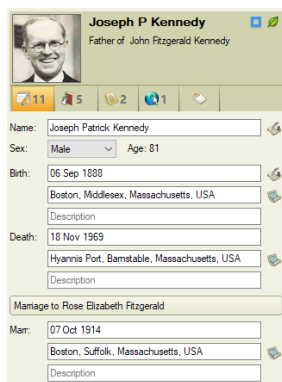 Joseph P Kennedy
Father of John Fitzgerald Kennedy
11 5 2 1
Name: Joseph Patrick Kennedy
Sex: Male Age: 81
Birth: 06 Sep 1888
Boston, Middlesex, Massachusetts, USA
Description
Death: 18 Nov 1969
Hyannis Port, Barnstable, Massachusetts, USA
Description
Marriage to Rose Elizabeth Fitzgerald
Marr: 07 Oct 1914
Boston, Suffolk, Massachusetts, USA
Description